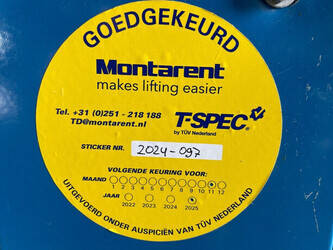 GOEDGEKEURD
Montarent
makes lifting easier
Tel. +31 (0)251 - 218 188
TD@montarent.nl
T-SPEC
by TÜV Nederland
STICKER NR. 2024-097
VOLGENDE KEURING VOOR:
MAAND
1 2 3 4 5 6 7 8 9 10 11 12
JAAR
2022 2023 2024 2025
UITGEVOERD ONDER AUSPICIËN VAN TÜV NEDERLAND